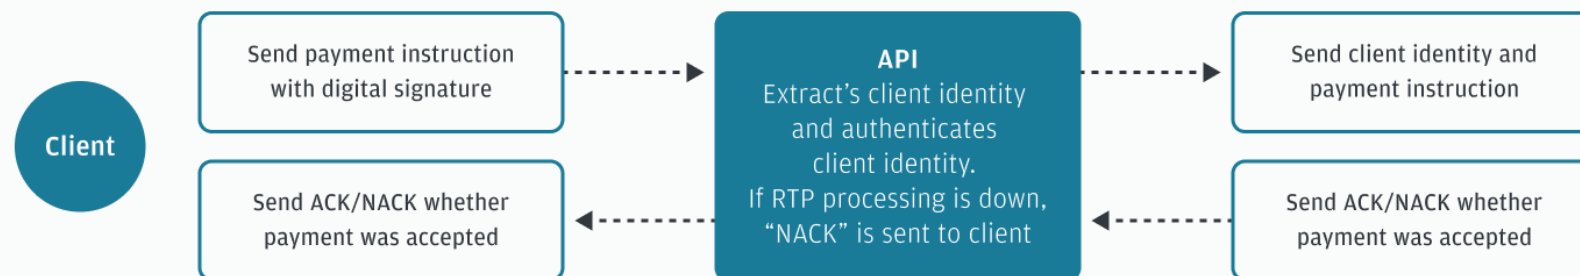 Client
Send payment instruction
with digital signature
Send ACK/NACK whether
payment was accepted
API
Extract’s client identity
and authenticates
client identity.
If RTP processing is down,
“NACK” is sent to client
Send client identity and
payment instruction
Send ACK/NACK whether
payment was accepted